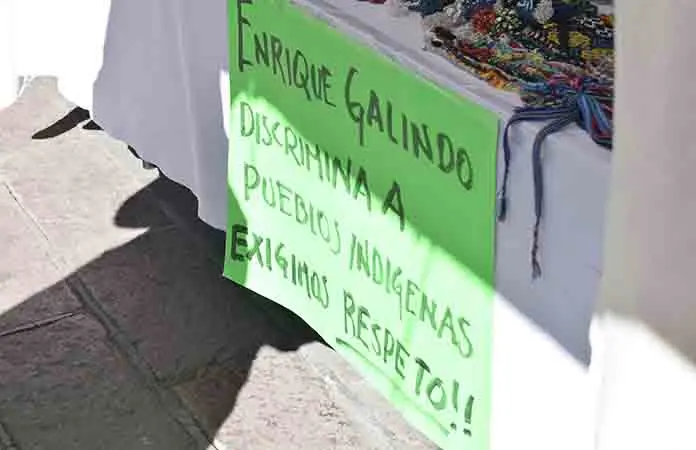 ENRIQUE GALINDO
DISCRIMINA A
PUEBLOS INDIGENAS
EXIGIMOS RESPETO!!